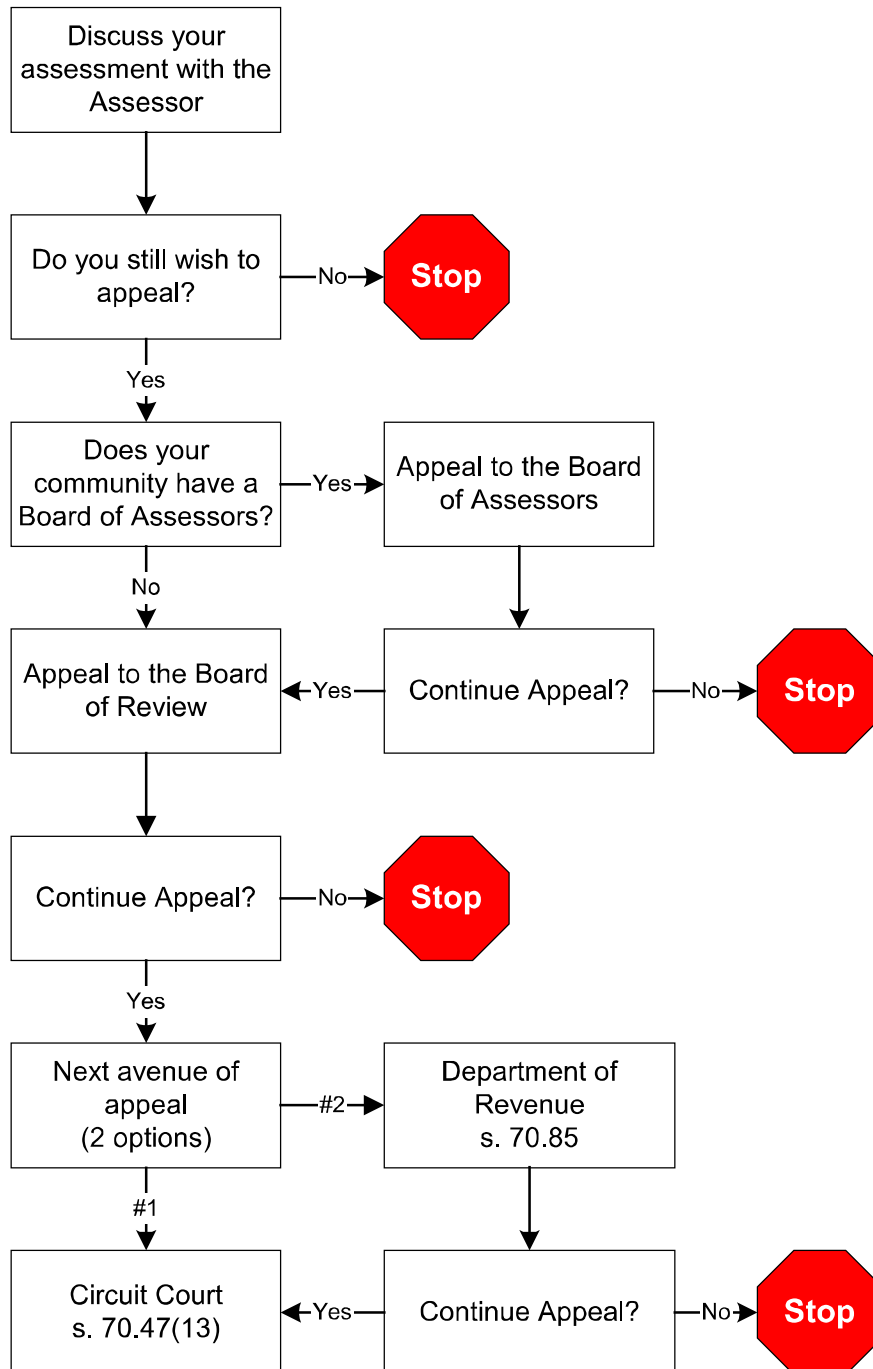 Discuss your
assessment with the
Assessor
Do you still wish to
appeal?
No
Stop
Yes
Does your
community have a
Board of Assessors?
Yes
Appeal to the Board
of Assessors
No
Appeal to the Board
of Review
Yes
Continue Appeal?
No
Stop
Continue Appeal?
No
Stop
Yes
Next avenue of
appeal
(2 options)
#2
Department of
Revenue
s. 70.85
#1
Circuit Court
s. 70.47(13)
Yes
Continue Appeal?
No
Stop